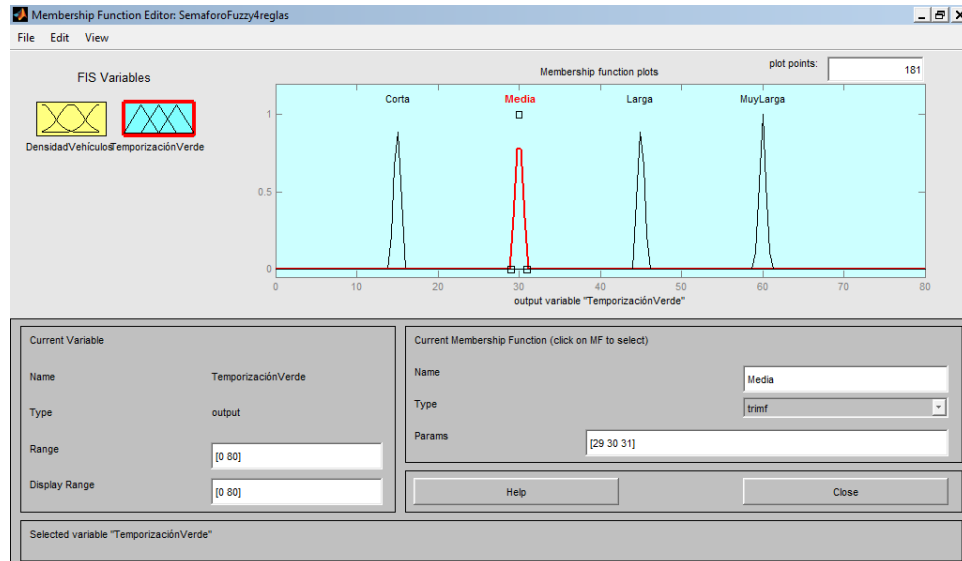 Membership Function Editor: SemaforoFuzzy4reglas
File Edit View
FIS Variables
DensidadVehículos
TemporizaciónVerde
Membership function plots
plot points:
181
Corta
Media
Larga
MuyLarga
1
0.5
0
0 10 20 30 40 50 60 70 80
output variable "TemporizaciónVerde"
Current Variable
Name TemporizaciónVerde
Type output
Range [0 80]
Display Range [0 80]
Current Membership Function (click on MF to select)
Name Media
Type trimf
Params [29 30 31]
Help
Close
Selected variable "TemporizaciónVerde"